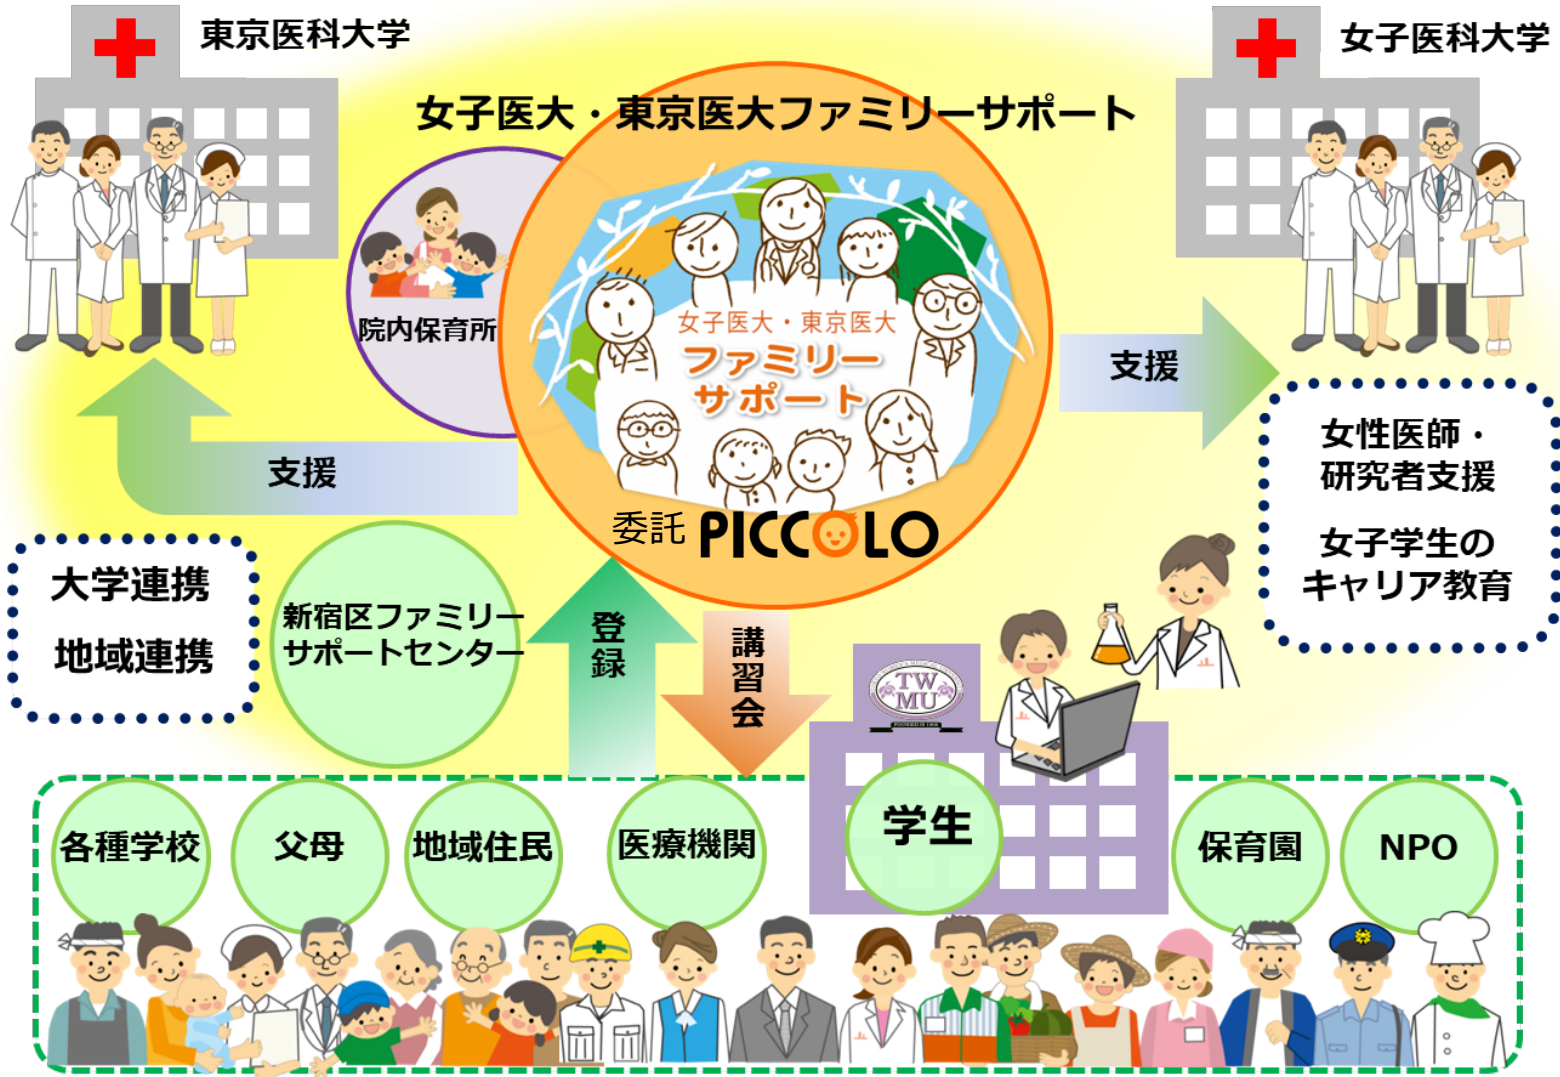 東京医科大学
女子医科大学
女子医大・東京医大ファミリーサポート
院内保育所
女子医大・東京医大
ファミリー
サポート
委託 PICCOLO
支援
支援
女性医師・
研究者支援
女子学生の
キャリア教育
大学連携
地域連携
新宿区ファミリー
サポートセンター
登録
講習会
TW
MU
各種学校
父母
地域住民
医療機関
学生
保育園
NPO